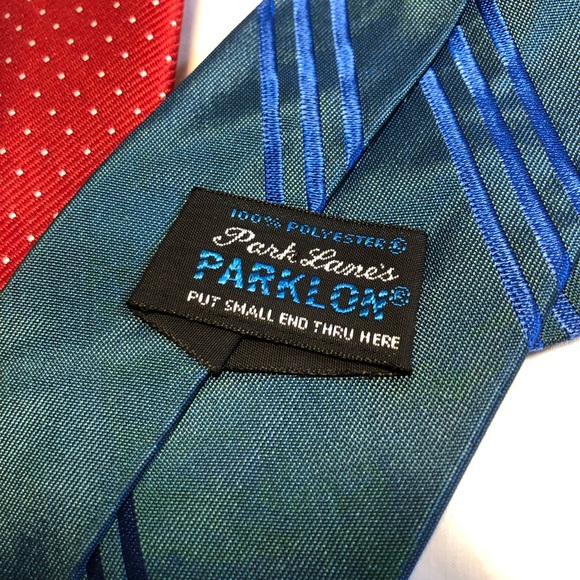 100% POLYESTER ®
Park Lane's
PARKLON®
PUT SMALL END THRU HERE